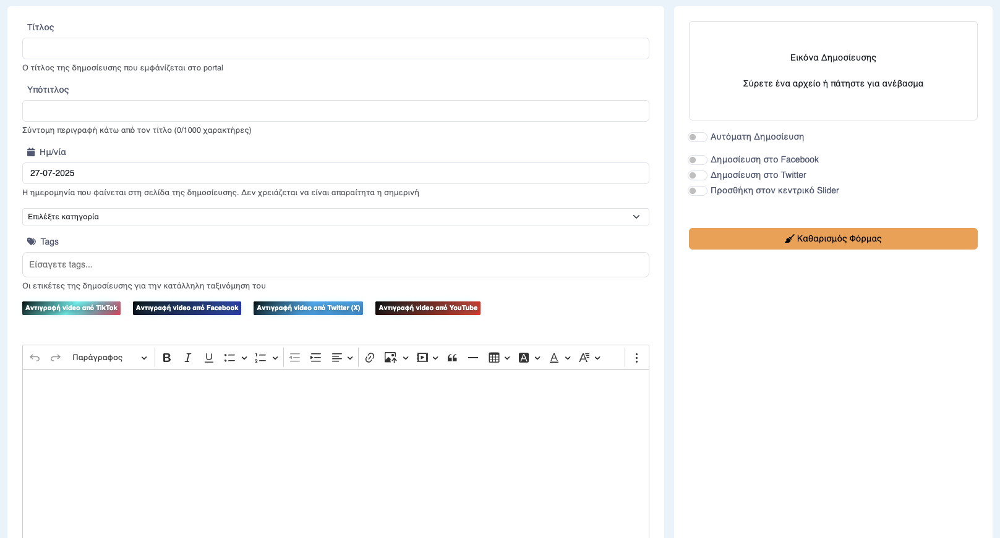 Τίτλος
Ο τίτλος της δημοσίευσης που εμφάνίζεται στο portal
Υπότιτλος
Σύντομη περιγραφή κάτω από τον τίτλο (0/1000 χαρακτήρες)
Ημ/νία
27-07-2025
Η ημερομηνία που φαίνεται στη σελίδα της δημοσίευσης. Δεν χρειάζεται να είναι απαραίτητα η σημερινή
Επιλέξτε κατηγορία
Tags
Είσαγετε tags...
Οι ετικέτες της δημοσίευσης για την κατάλληλη ταξινόμηση του
Αντιγραφή video από TikTok
Αντιγραφή video από Facebook
Αντιγραφή video από Twitter (X)
Αντιγραφή video από YouTube
Παράγραφος
Εικόνα Δημοσίευσης
Σύρετε ένα αρχείο ή πάτηστε για ανέβασμα
Αυτόματη Δημοσίευση
Δημοσίευση στο Facebook
Δημοσίευση στο Twitter
Προσθήκη στον κεντρικό Slider
Καθαρισμός Φόρμας